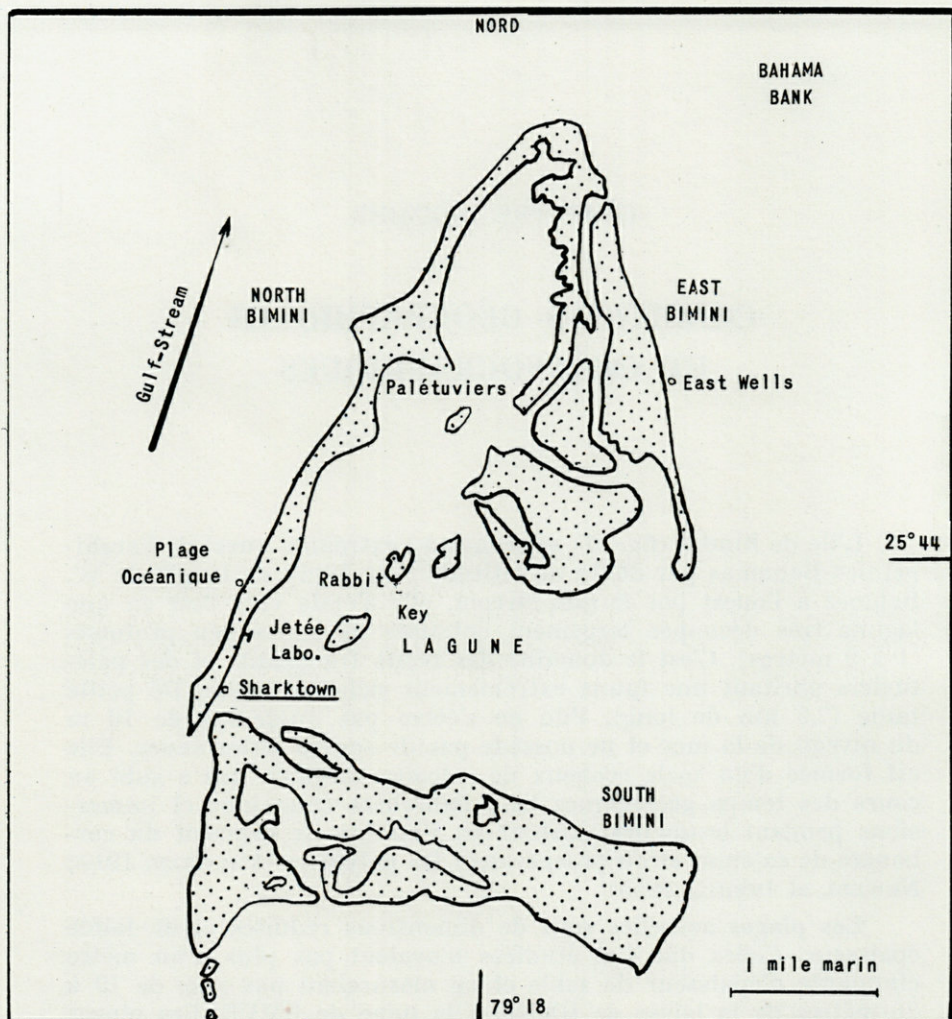 NORD
BAHAMA
BANK
Gulf-Stream
NORTH
BIMINI
EAST
BIMINI
Palétuviers
East Wells
25°44
Plage
Océanique
Rabbit
Key
Jetée
Labo.
LAGUNE
Sharktown
SOUTH
BIMINI
1 mile marin
79°18